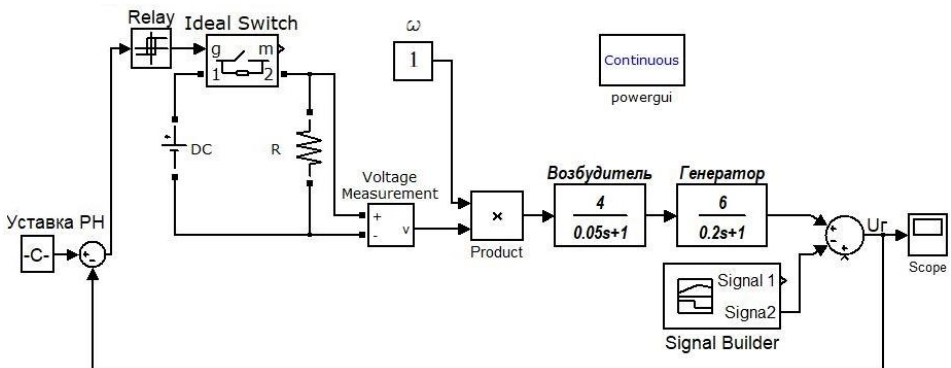 Relay
Ideal Switch
g m
1 2
ω
1
Continuous
powergui
DC
R
Voltage
Measurement
+
v
-
Уставка РН
-C-
+
-
×
Product
Возбудитель
4
0.05s+1
Генератор
6
0.2s+1
+
-
+
Uг
Scope
Signal 1
Signa2
Signal Builder